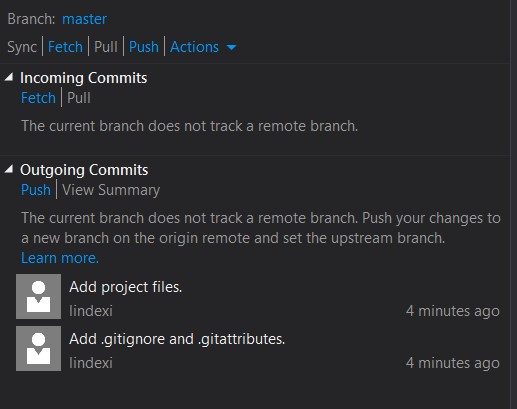 Branch: master
Sync Fetch Pull Push Actions
Incoming Commits
Fetch Pull
The current branch does not track a remote branch.
Outgoing Commits
Push View Summary
The current branch does not track a remote branch. Push your changes to
a new branch on the origin remote and set the upstream branch.
Learn more.
Add project files.
lindexi 4 minutes ago
Add .gitignore and .gitattributes.
lindexi 4 minutes ago